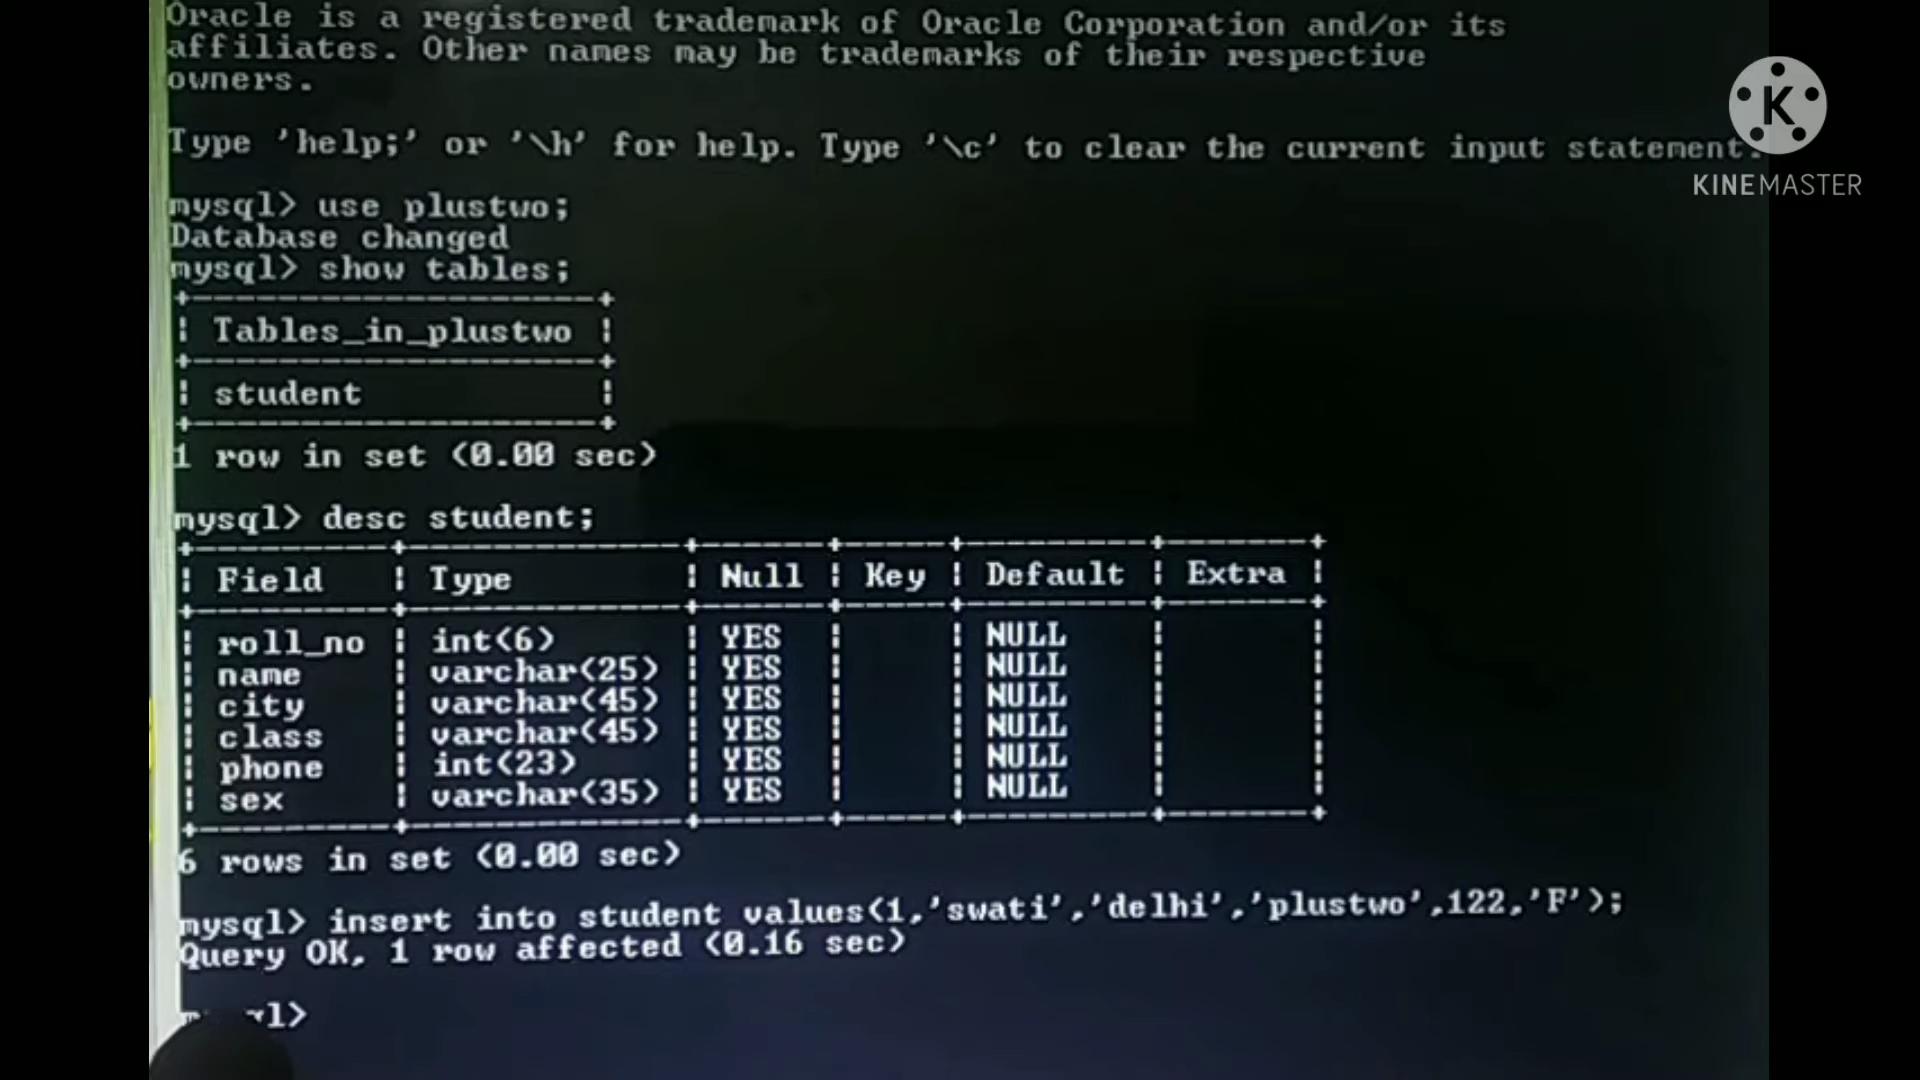 Oracle is a registered trademark of Oracle Corporation and/or its
affiliates. Other names may be trademarks of their respective
owners.
Type 'help;' or '\h' for help. Type '\c' to clear the current input statement.
KINEMASTER
mysql> use plustwo;
Database changed
mysql> show tables;
+-------------------+
| Tables_in_plustwo |
+-------------------+
| student           |
+-------------------+
1 row in set (0.00 sec)
mysql> desc student;
+---------+-------------+------+-----+---------+-------+
| Field   | Type        | Null | Key | Default | Extra |
+---------+-------------+------+-----+---------+-------+
| roll_no | int(6)      | YES  |     | NULL    |       |
| name    | varchar(25) | YES  |     | NULL    |       |
| city    | varchar(45) | YES  |     | NULL    |       |
| class   | varchar(45) | YES  |     | NULL    |       |
| phone   | int(23)     | YES  |     | NULL    |       |
| sex     | varchar(35) | YES  |     | NULL    |       |
+---------+-------------+------+-----+---------+-------+
6 rows in set (0.00 sec)
mysql> insert into student values(1,'swati','delhi','plustwo',122,'F');
Query OK, 1 row affected (0.16 sec)